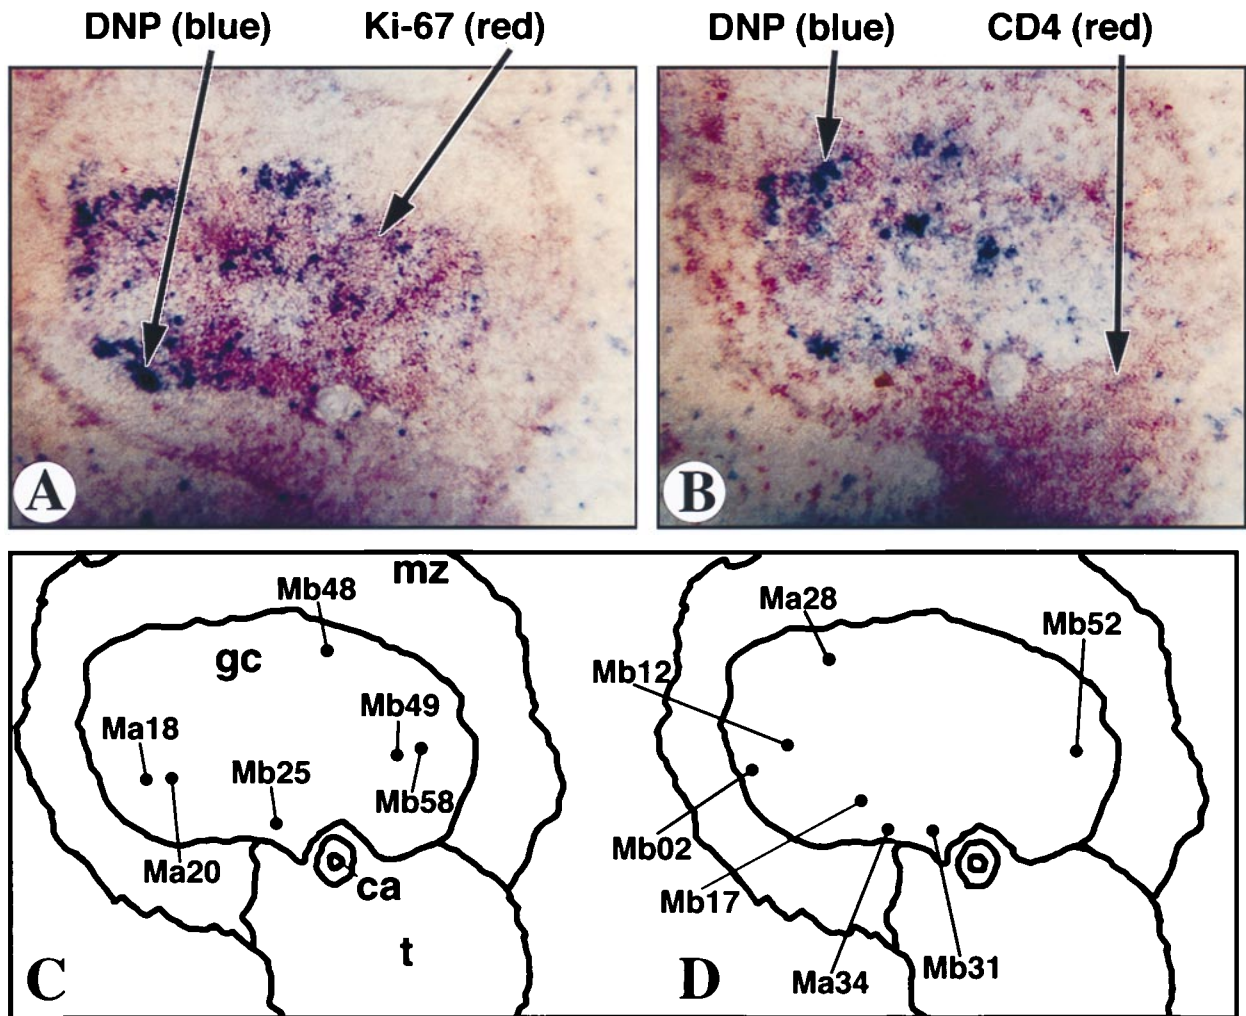 DNP (blue) Ki-67 (red) DNP (blue) CD4 (red)
A
B
mz
Mb48
gc
Mb49
Ma18
Mb25
Mb58
Ma20
ca
t
C
Ma28
Mb52
Mb12
Mb02
Mb17
Ma34
Mb31
D